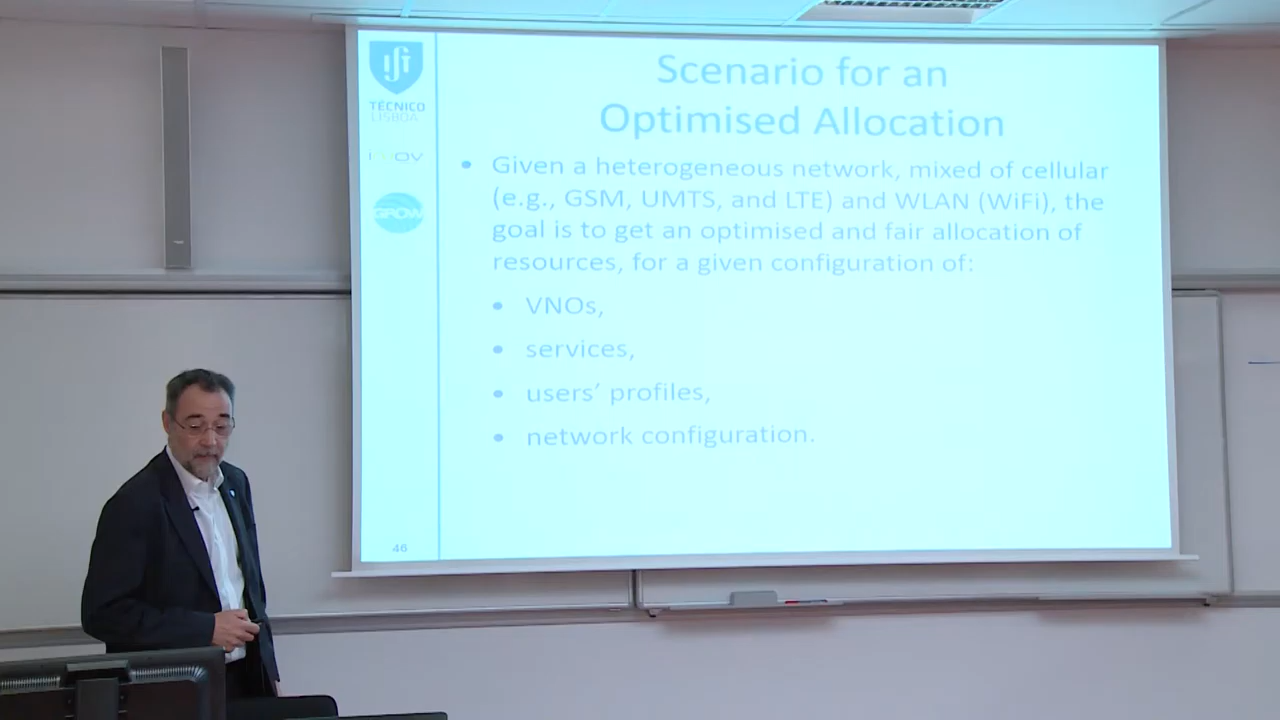 Scenario for an
Optimised Allocation
TÉCNICO
LISBOA
GROW
• Given a heterogeneous network, mixed of cellular
(e.g., GSM, UMTS, and LTE) and WLAN (WiFi), the
goal is to get an optimised and fair allocation of
resources, for a given configuration of:
• VNOs,
• services,
• users’ profiles,
• network configuration.
46